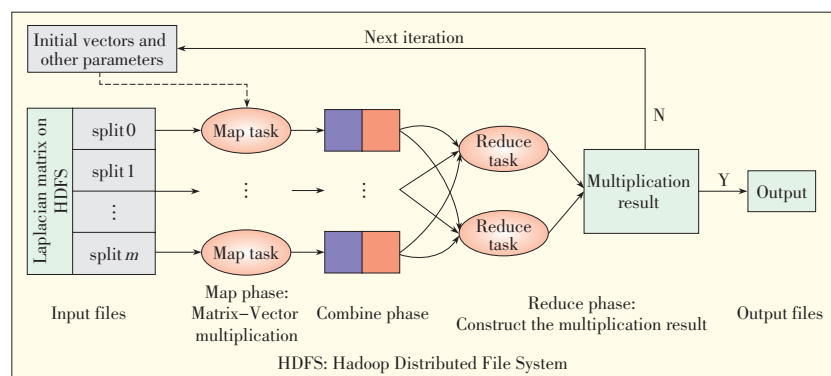 Initial vectors and
other parameters
Next iteration
N
Laplacian matrix on
HDFS
split 0
split 1
⋮
split m
Map task
⋮
Map task
⋮
Reduce
task
Reduce
task
Multiplication
result
Y
Output
Input files
Map phase:
Matrix–Vector
multiplication
Combine phase
Reduce phase:
Construct the multiplication result
Output files
HDFS: Hadoop Distributed File System